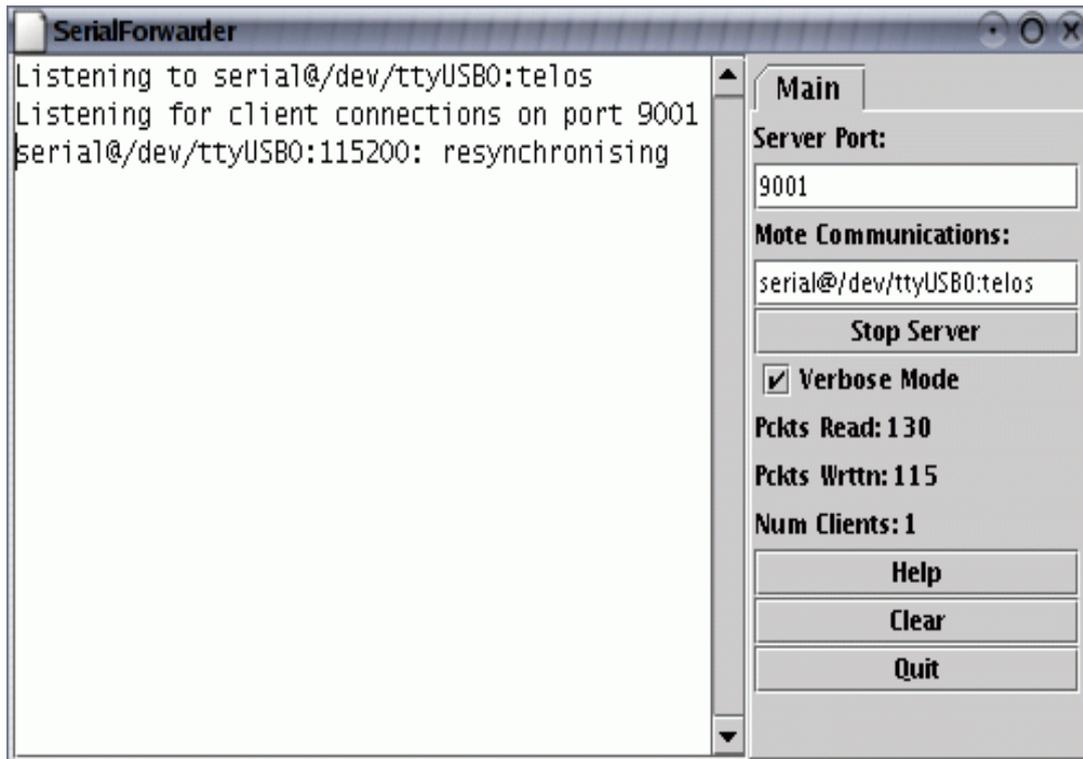 SerialForwarder
Listening to serial@/dev/ttyUSB0:telos
Listening for client connections on port 9001
serial@/dev/ttyUSB0:115200: resynchronising
Main
Server Port:
9001
Mote Communications:
serial@/dev/ttyUSB0:telos
Stop Server
Verbose Mode
Pckts Read: 130
Pckts Wrttn: 115
Num Clients: 1
Help
Clear
Quit